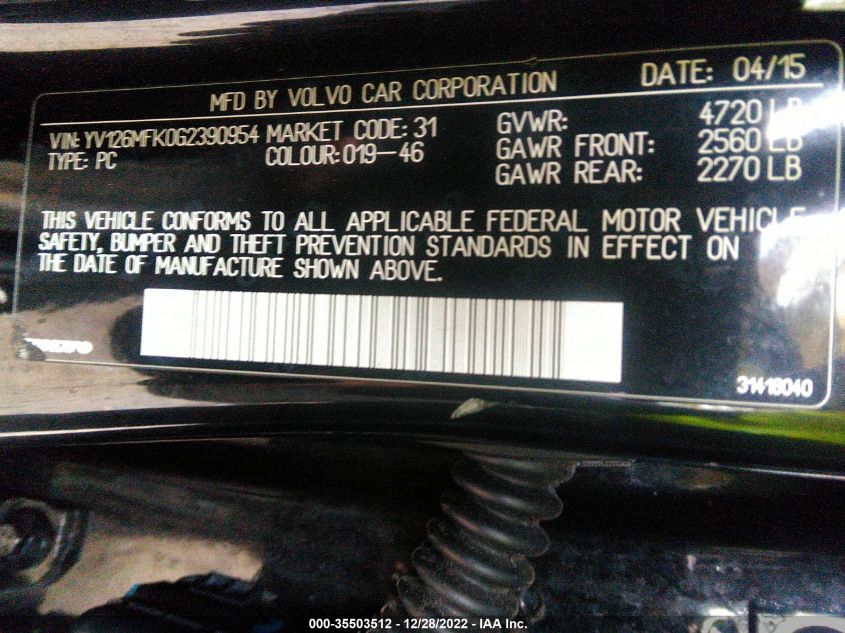 MFD BY VOLVO CAR CORPORATION
DATE: 04/15
VIN: YV126MFK0G2390954
MARKET CODE: 31
TYPE: PC
COLOUR: 019-46
GVWR: 4720 LB
GAWR FRONT: 2560 LB
GAWR REAR: 2270 LB
THIS VEHICLE CONFORMS TO ALL APPLICABLE FEDERAL MOTOR VEHICLE
SAFETY, BUMPER AND THEFT PREVENTION STANDARDS IN EFFECT ON
THE DATE OF MANUFACTURE SHOWN ABOVE.
31418040
000-35503512 - 12/28/2022 - IAA Inc.